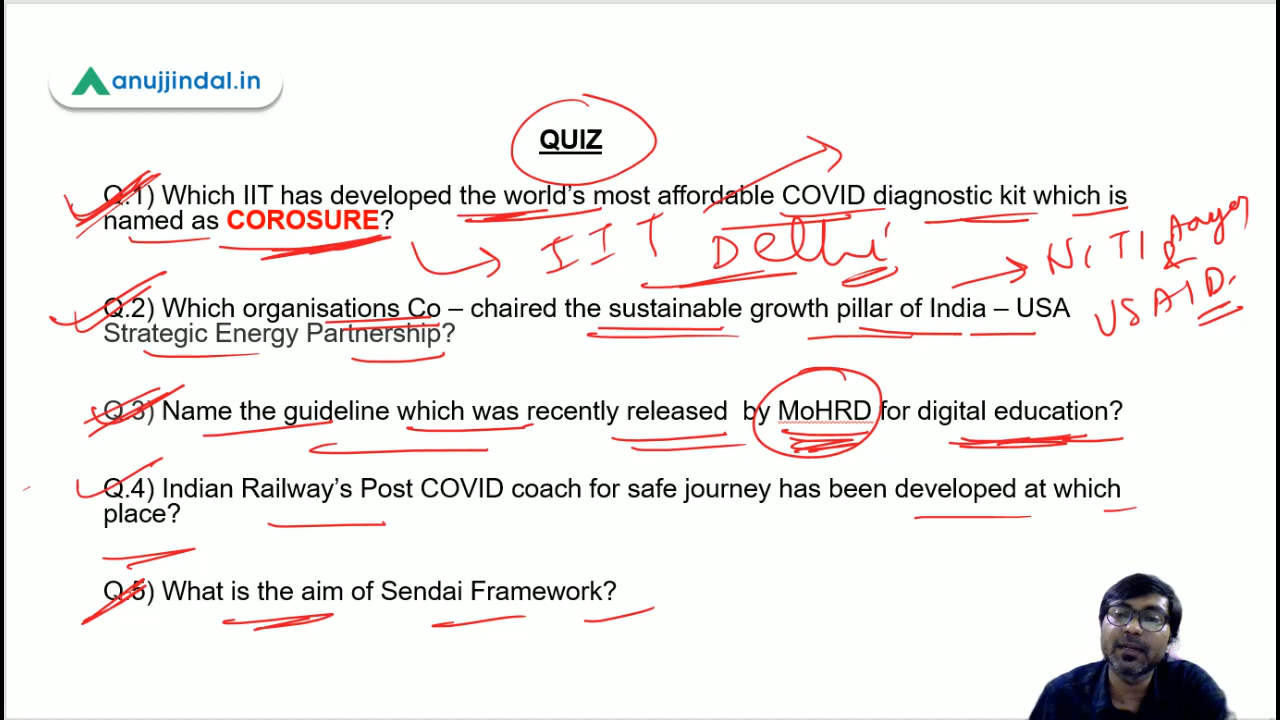 anujjindal.in
QUIZ
Q.1) Which IIT has developed the world's most affordable COVID diagnostic kit which is
named as COROSURE?
IIT Delhi
NITI Aayog
&
USAID.
Q.2) Which organisations Co – chaired the sustainable growth pillar of India – USA
Strategic Energy Partnership?
Q.3) Name the guideline which was recently released by MoHRD for digital education?
Q.4) Indian Railway's Post COVID coach for safe journey has been developed at which
place?
Q.5) What is the aim of Sendai Framework?